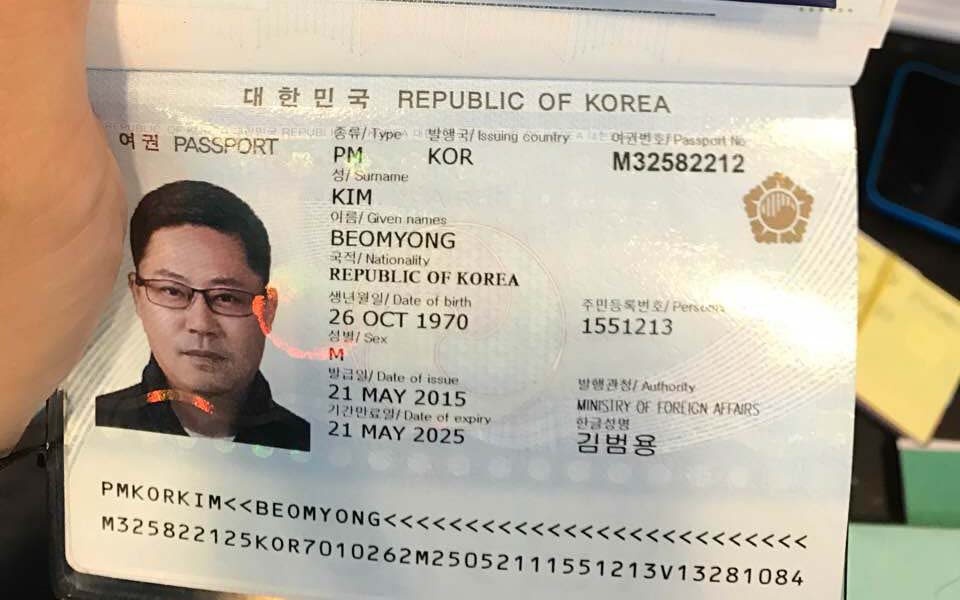 대한민국 REPUBLIC OF KOREA
여권 PASSPORT
종류/ Type 발행국/ Issuing country 여권번호/ Passport No
PM KOR M32582212
성/ Surname
KIM
이름/ Given names
BEOMYONG
국적/ Nationality
REPUBLIC OF KOREA
생년월일/ Date of birth 주민등록번호/
26 OCT 1970 1551213
성별/ Sex
M
발급일/ Date of issue 발행관청/ Authority
21 MAY 2015 MINISTRY OF FOREIGN AFFAIRS
기간만료일/ Date of expiry 한글성명
21 MAY 2025 김범용
PMKORKIM<<BEOMYONG<<<<<<<<<<<<<<<<<<<<<<<<<<
M325822125KOR7010262M25052111551213V13281084